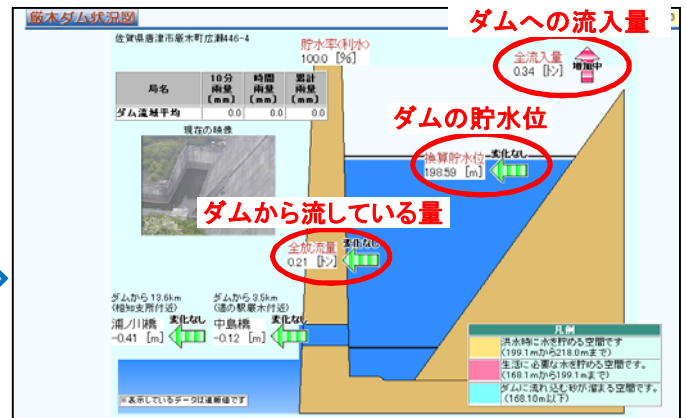 厳木ダム状況図
ダムへの流入量
佐賀県唐津市厳木町広瀬446-4
貯水率(利水)
100.0 [%]
全流入量
0.34 [トン]
増加中
局名
10分雨量[mm]
時間雨量[mm]
累計雨量[mm]
ダム流域平均 0.0 0.0 0.0
現在の映像
ダムの貯水位
換算貯水位
変化なし
198.59 [m]
ダムから流している量
全放流量
変化なし
0.21 [トン]
ダムから13.6km
(相知支所付近)
浦ノ川橋
変化なし
-0.41 [m]
ダムから3.5km
(道の駅厳木付近)
中島橋
変化なし
-0.12 [m]
凡例
洪水時に水を貯める空間です
(199.1mから218.0mまで)
生活に必要な水を貯める空間です。
(168.1mから199.1mまで)
ダムに流れ込む砂が溜まる空間です。
(168.10m以下)
※表示しているデータは速報値です